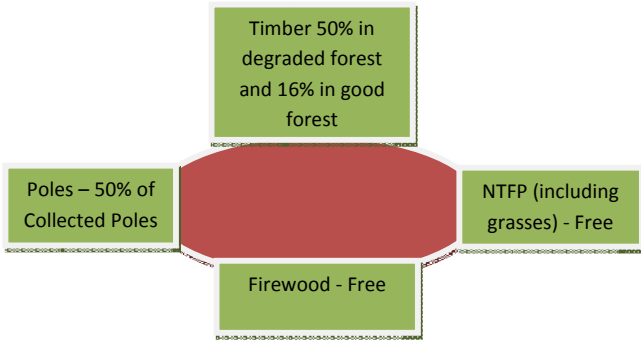 Timber 50% in
degraded forest
and 16% in good
forest
Poles – 50% of
Collected Poles
NTFP (including
grasses) - Free
Firewood - Free